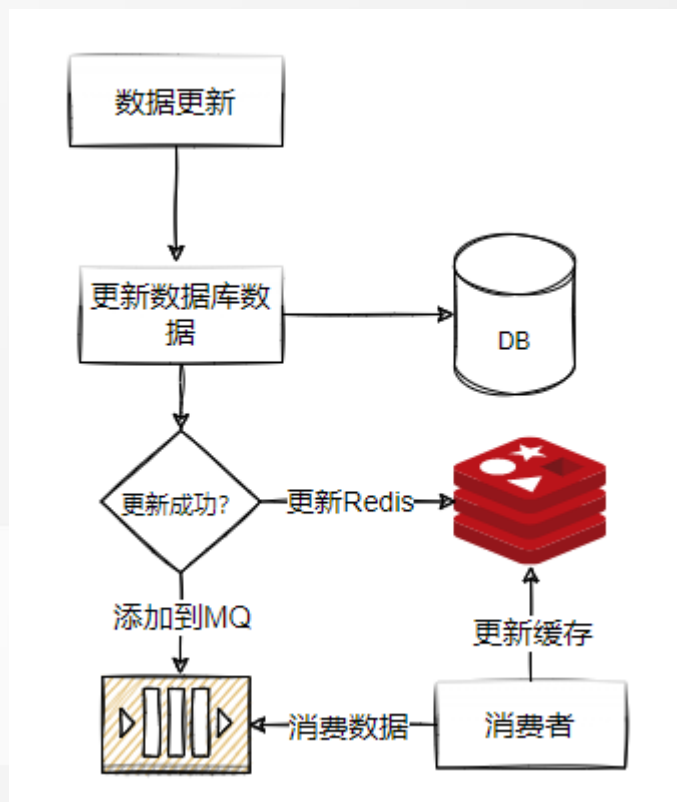 数据更新
更新数据库数
据
DB
更新成功?
更新Redis
添加到MQ
更新缓存
消费数据
消费者